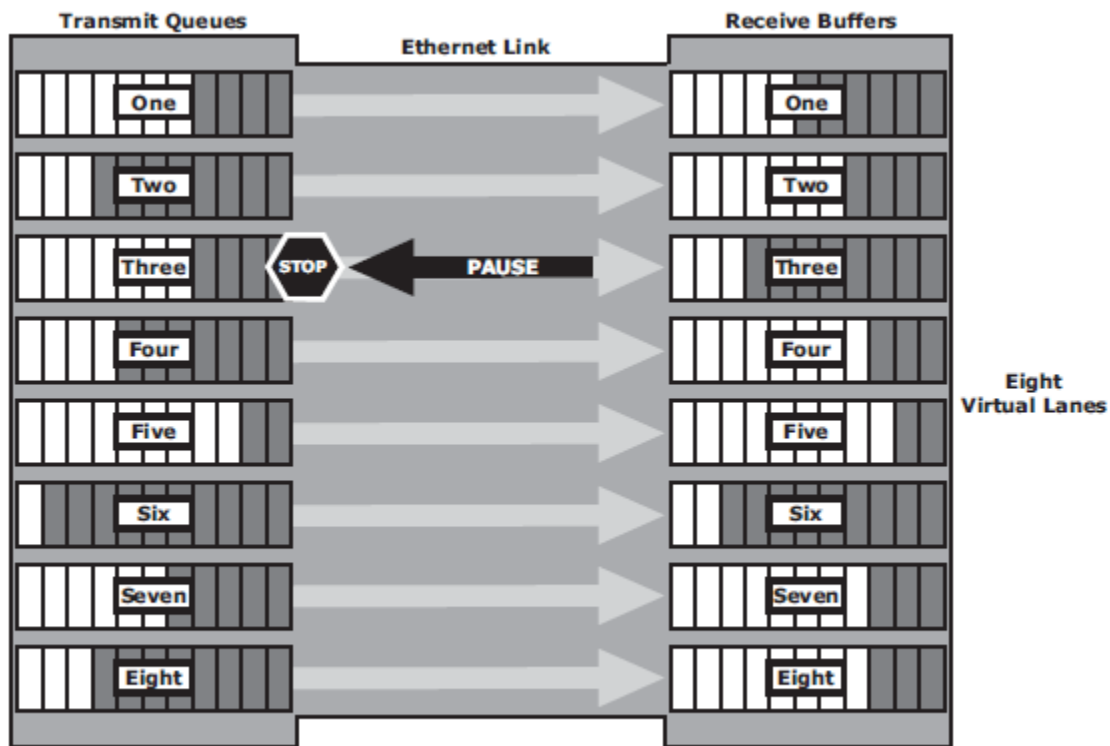 Transmit Queues
Receive Buffers
Ethernet Link
One
One
Two
Two
Three
STOP
PAUSE
Three
Four
Four
Eight
Virtual Lanes
Five
Five
Six
Six
Seven
Seven
Eight
Eight